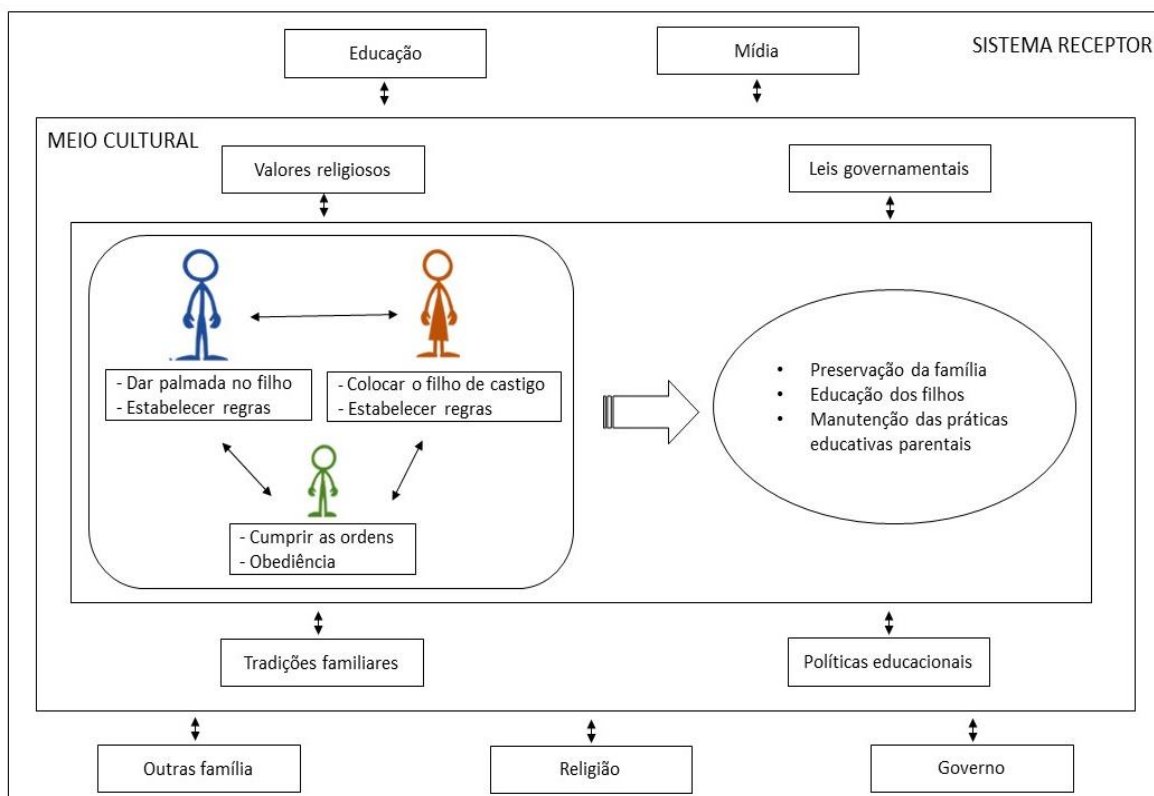 Educação
Mídia
SISTEMA RECEPTOR
MEIO CULTURAL
Valores religiosos
Leis governamentais
- Dar palmada no filho
- Estabelecer regras
- Colocar o filho de castigo
- Estabelecer regras
- Cumprir as ordens
- Obediência
• Preservação da família
• Educação dos filhos
• Manutenção das práticas
educativas parentais
Tradições familiares
Políticas educacionais
Outras família
Religião
Governo